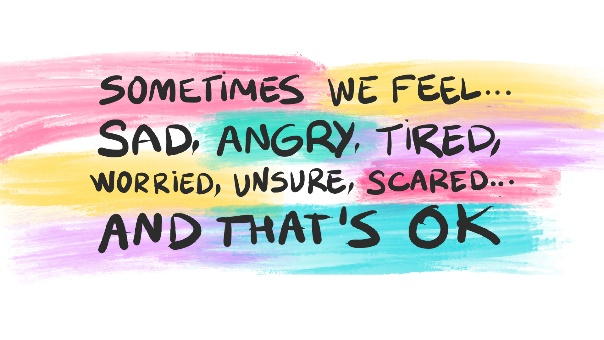 SOMETIMES WE FEEL...
SAD, ANGRY, TIRED,
WORRIED, UNSURE, SCARED...
AND THAT'S OK